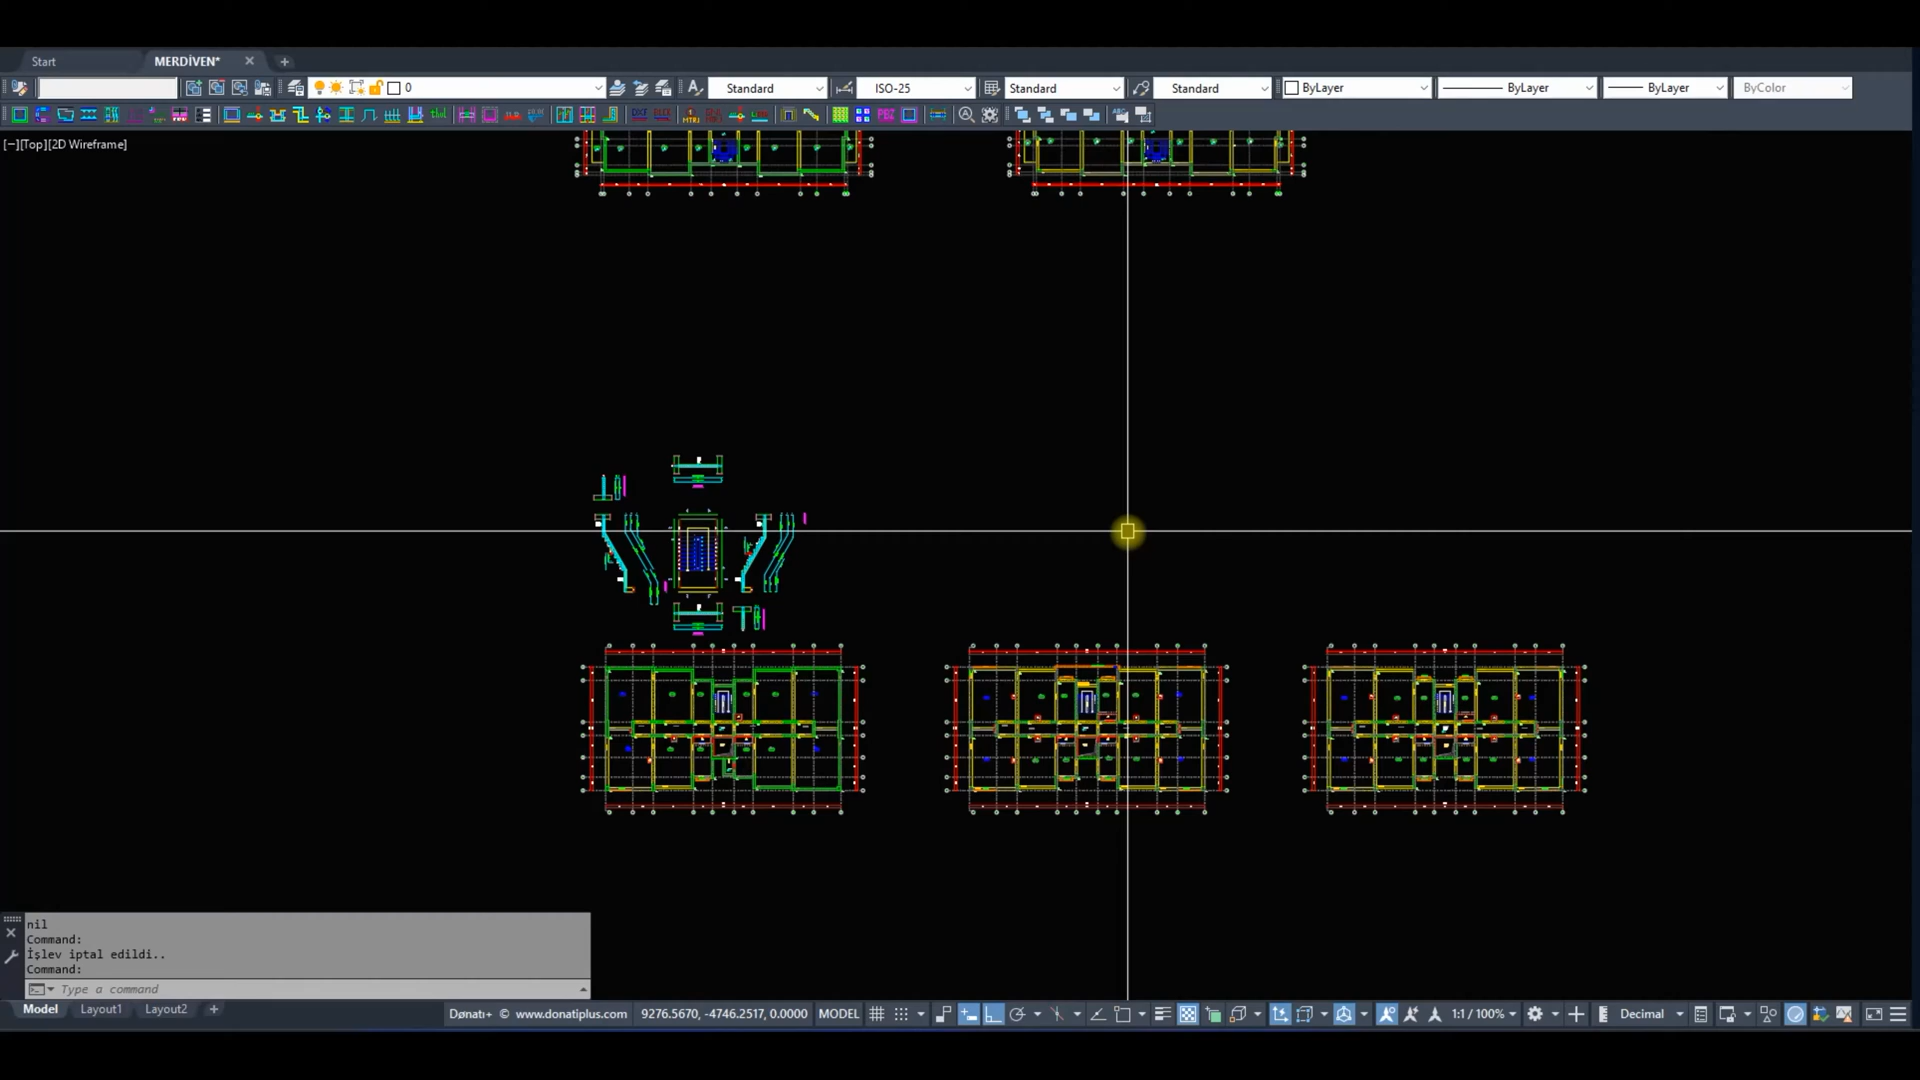 Start
MERDİVEN*
0
Standard
ISO-25
Standard
Standard
ByLayer
ByLayer
ByLayer
ByColor
[−][Top][2D Wireframe]
nil
Command:
İşlev iptal edildi..
Command:
Type a command
Model
Layout1
Layout2
Dønatı+ © www.donatiplus.com
9276.5670, -4746.2517, 0.0000
MODEL
1:1 / 100%
Decimal